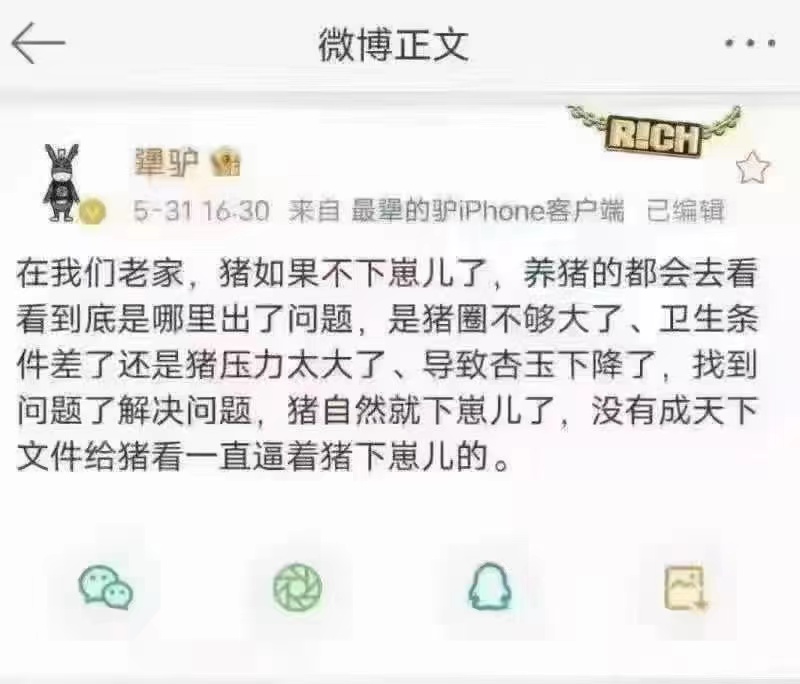 微博正文
R!CH
犟驴
5-31 16:30 来自 最犟的驴iPhone客户端 已编辑
在我们老家，猪如果不下崽儿了，养猪的都会去看
看到底是哪里出了问题，是猪圈不够大了、卫生条
件差了还是猪压力太大了、导致杏玉下降了，找到
问题了解决问题，猪自然就下崽儿了，没有成天下
文件给猪看一直逼着猪下崽儿的。